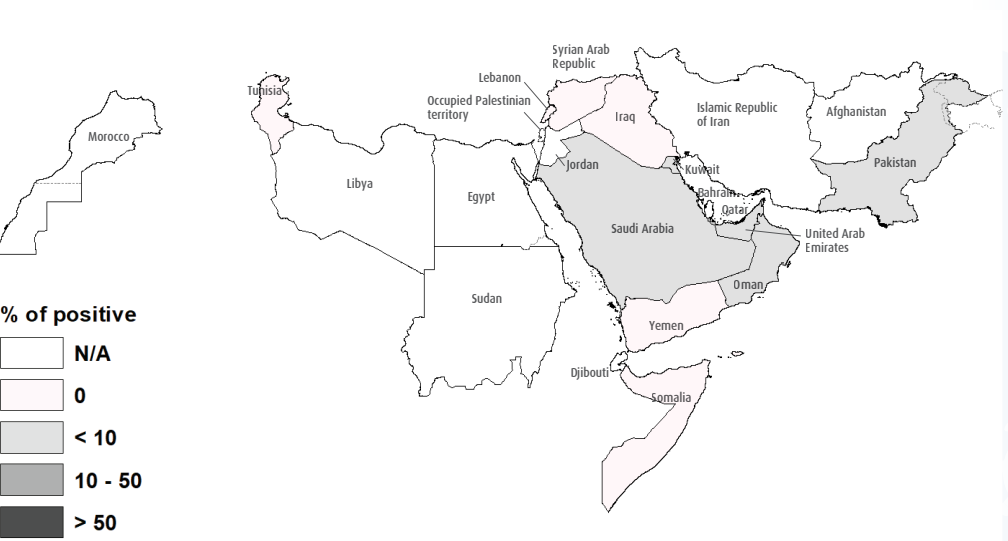 Syrian Arab
Republic
Lebanon
Tunisia
Occupied Palestinian
territory
Islamic Republic
of Iran
Afghanistan
Iraq
Morocco
Jordan
Kuwait
Pakistan
Libya
Egypt
Bahrain
Qatar
Saudi Arabia
United Arab
Emirates
Sudan
Oman
Yemen
Djibouti
Somalia
% of positive
N/A
0
< 10
10 - 50
> 50